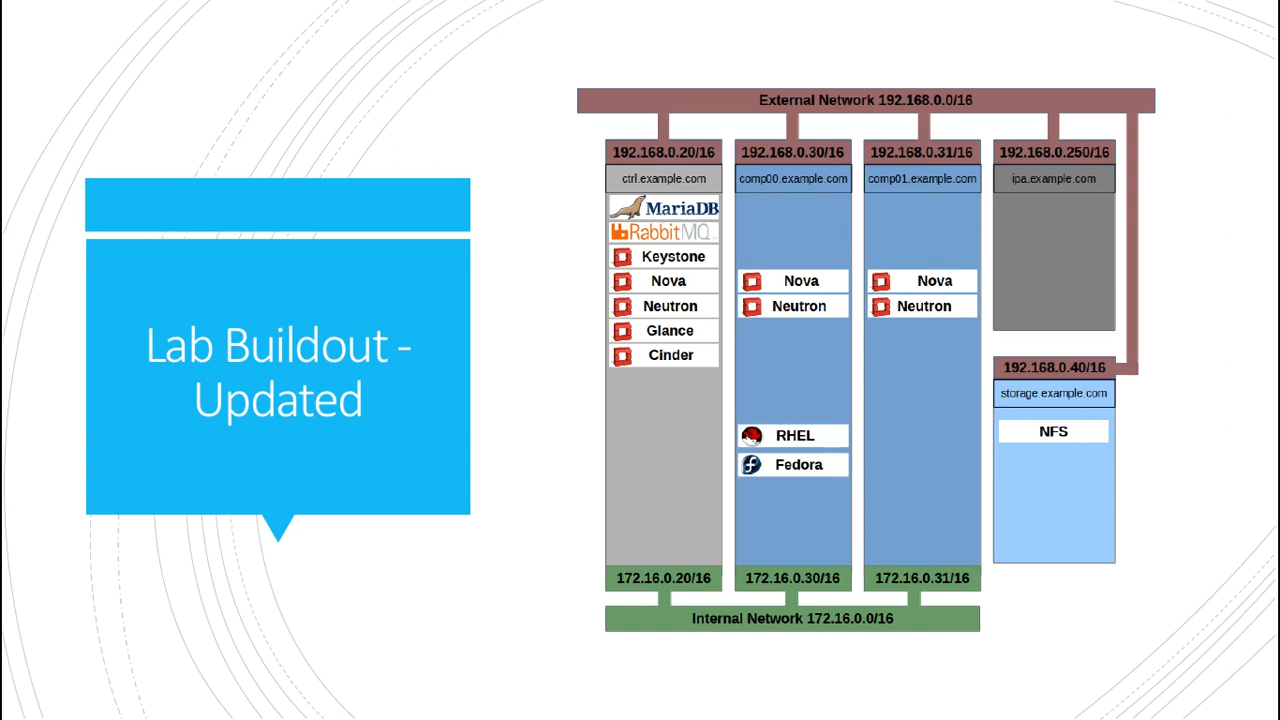 Lab Buildout -
Updated
External Network 192.168.0.0/16
192.168.0.20/16
ctrl.example.com
MariaDB
RabbitMQ
Keystone
Nova
Neutron
Glance
Cinder
172.16.0.20/16
192.168.0.30/16
comp00.example.com
Nova
Neutron
RHEL
Fedora
172.16.0.30/16
192.168.0.31/16
comp01.example.com
Nova
Neutron
172.16.0.31/16
192.168.0.250/16
ipa.example.com
192.168.0.40/16
storage.example.com
NFS
Internal Network 172.16.0.0/16